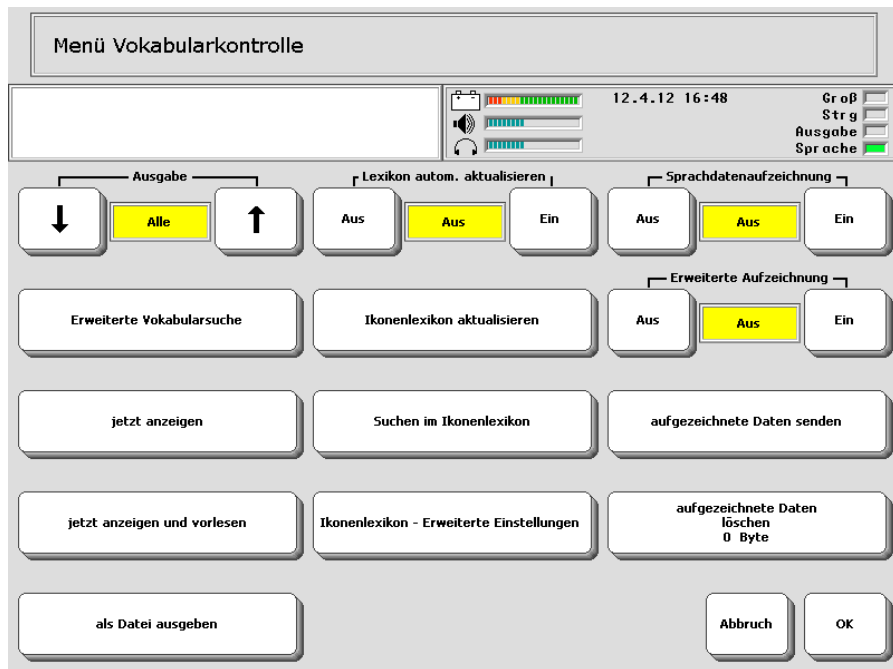 Menü Vokabularkontrolle
12.4.12 16:48
Groß
Strg
Ausgabe
Sprache
Ausgabe
Lexikon autom. aktualisieren
Sprachdatenaufzeichnung
Alle
Aus
Aus
Ein
Aus
Aus
Ein
Erweiterte Aufzeichnung
Erweiterte Vokabularsuche
Ikonenlexikon aktualisieren
Aus
Aus
Ein
jetzt anzeigen
Suchen im Ikonenlexikon
aufgezeichnete Daten senden
jetzt anzeigen und vorlesen
Ikonenlexikon - Erweiterte Einstellungen
aufgezeichnete Daten
löschen
0 Byte
als Datei ausgeben
Abbruch
OK